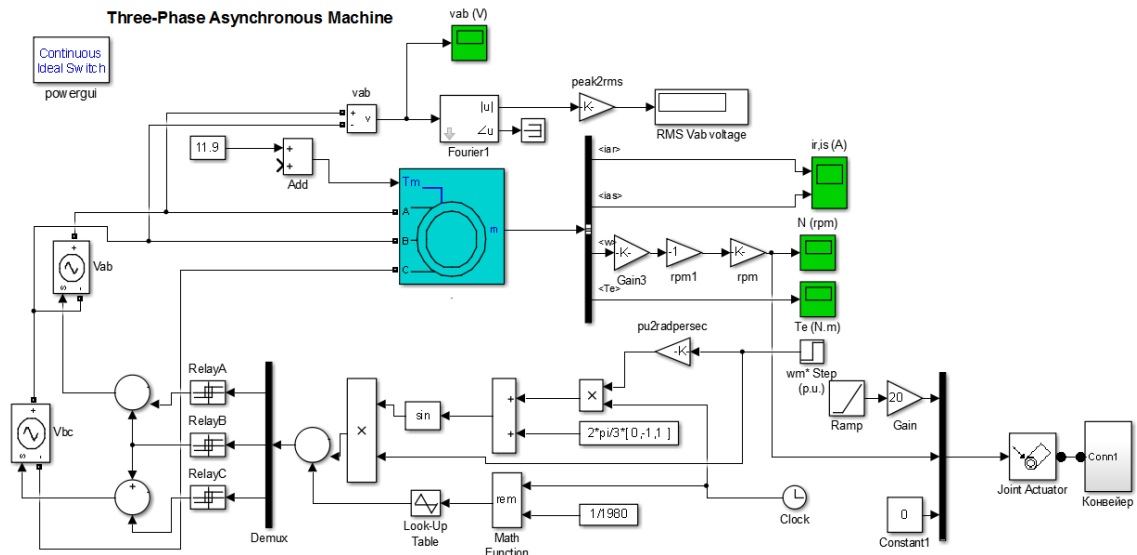 Three-Phase Asynchronous Machine
vab (V)
Continuous
Ideal Switch
powergui
peak2rms
vab
+
-
v
|u|
∠u
-K-
Fourier1
RMS Vab voltage
11.9
+
+
Add
Tm
A
B
C
m
<iar>
ir,is (A)
<ias>
N (rpm)
<w>
-K-
-1
-K-
Gain3
rpm1
rpm
<Te>
Te (N.m)
+
s
-
Vab
pu2radpersec
-K-
wm* Step
(p.u.)
RelayA
RelayB
RelayC
+
s
-
Vbc
-
+
-
+
-
Demux
×
sin
+
+
×
2*pi/3*[ 0,-1,1 ]
Ramp
20
Gain
Look-Up
Table
rem
Math
Function
1/1980
Clock
0
Constant1
Joint Actuator
Conn1
Конвейер